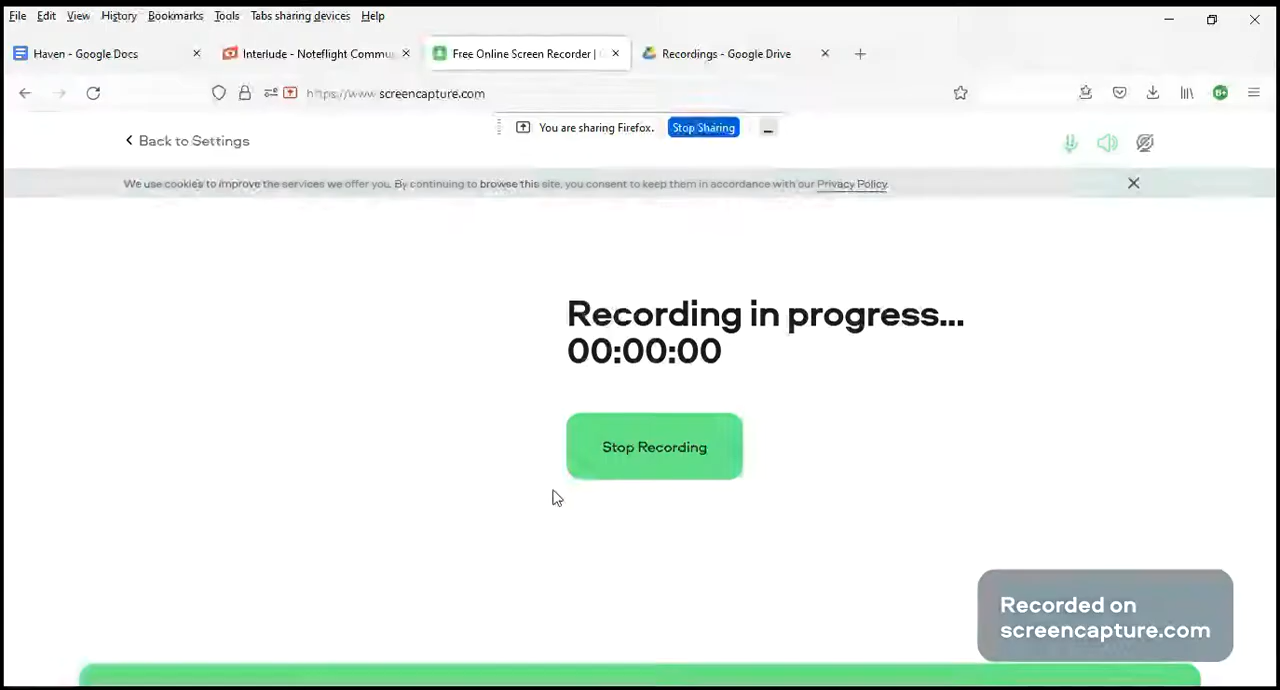 File Edit View History Bookmarks Tools Tabs sharing devices Help
Haven - Google Docs
Interlude - Noteflight Commu
Free Online Screen Recorder |
Recordings - Google Drive
https://www.screencapture.com
You are sharing Firefox. Stop Sharing
Back to Settings
We use cookies to improve the services we offer you. By continuing to browse this site, you consent to keep them in accordance with our Privacy Policy.
Recording in progress...
00:00:00
Stop Recording
Recorded on
screencapture.com